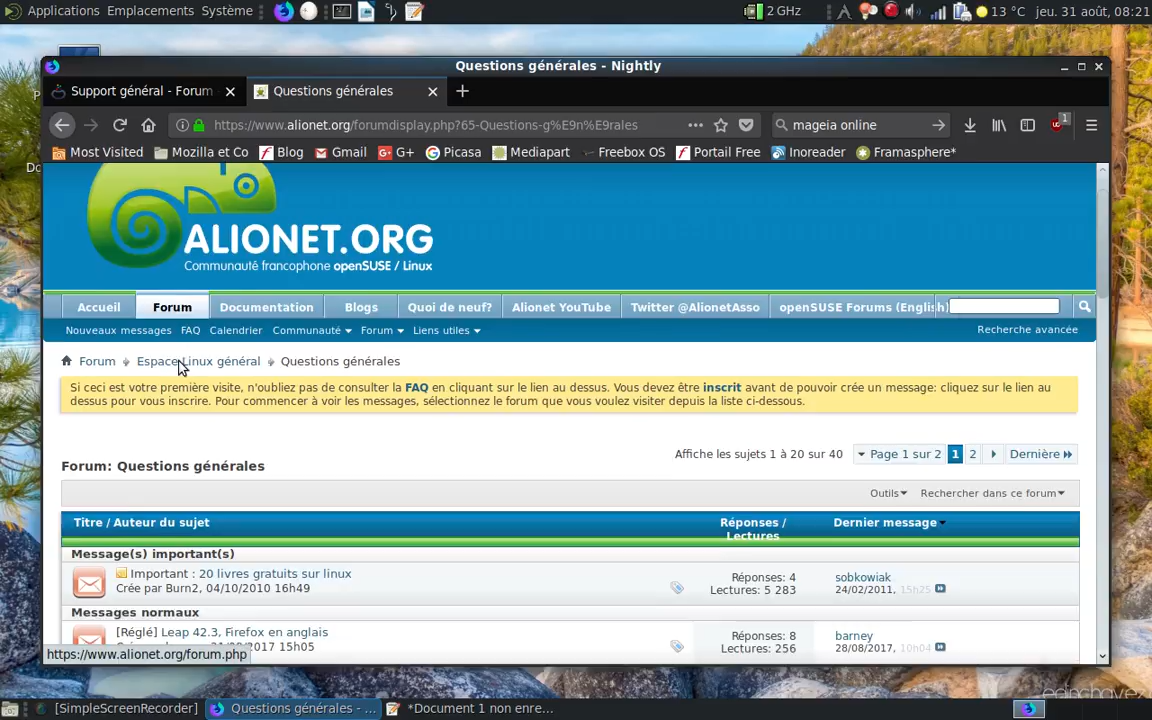 Applications Emplacements Système
2 GHz
13 °C jeu. 31 août, 08:21
Questions générales - Nightly
Support général - Forum
Questions générales
https://www.alionet.org/forumdisplay.php?65-Questions-g%E9n%E9rales
mageia online
1
Most Visited Mozilla et Co Blog Gmail G+ Picasa Mediapart Freebox OS Portail Free Inoreader Framasphere*
ALIONET.ORG
Communauté francophone openSUSE / Linux
Accueil Forum Documentation Blogs Quoi de neuf? Alionet YouTube Twitter @AlionetAsso openSUSE Forums (English)
Nouveaux messages FAQ Calendrier Communauté Forum Liens utiles Recherche avancée
Forum Espace Linux général Questions générales
Si ceci est votre première visite, n'oubliez pas de consulter la FAQ en cliquant sur le lien au dessus. Vous devez être inscrit avant de pouvoir crée un message: cliquez sur le lien au
dessus pour vous inscrire. Pour commencer à voir les messages, sélectionnez le forum que vous voulez visiter depuis la liste ci-dessous.
Affiche les sujets 1 à 20 sur 40 Page 1 sur 2 1 2 Dernière
Forum: Questions générales
Outils Rechercher dans ce forum
Titre / Auteur du sujet Réponses / Dernier message
Lectures
Message(s) important(s)
Important : 20 livres gratuits sur linux Réponses: 4 sobkowiak
Crée par Burn2, 04/10/2010 16h49 Lectures: 5 283 24/02/2011, 15h25
Messages normaux
[Réglé] Leap 42.3, Firefox en anglais Réponses: 8 barney
2017 15h05 Lectures: 256 28/08/2017, 10h04
https://www.alionet.org/forum.php
[SimpleScreenRecorder] Questions générales - ... *Document 1 non enre...